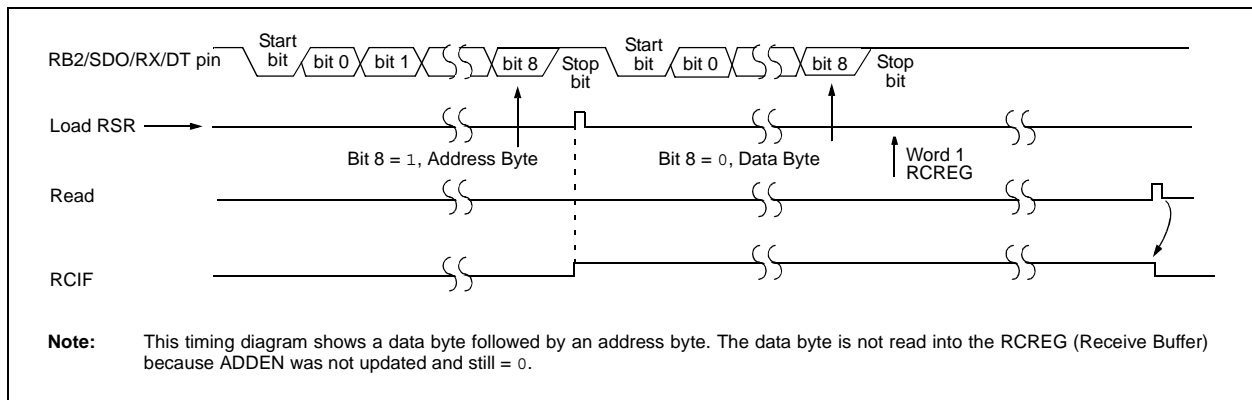 Start bit
bit 0
bit 1
bit 8
Stop bit
Start bit
bit 0
bit 8
Stop bit
RB2/SDO/RX/DT pin
Load RSR
Bit 8 = 1, Address Byte
Bit 8 = 0, Data Byte
Word 1
RCREG
Read
RCIF
Note: This timing diagram shows a data byte followed by an address byte. The data byte is not read into the RCREG (Receive Buffer)
because ADDEN was not updated and still = 0.